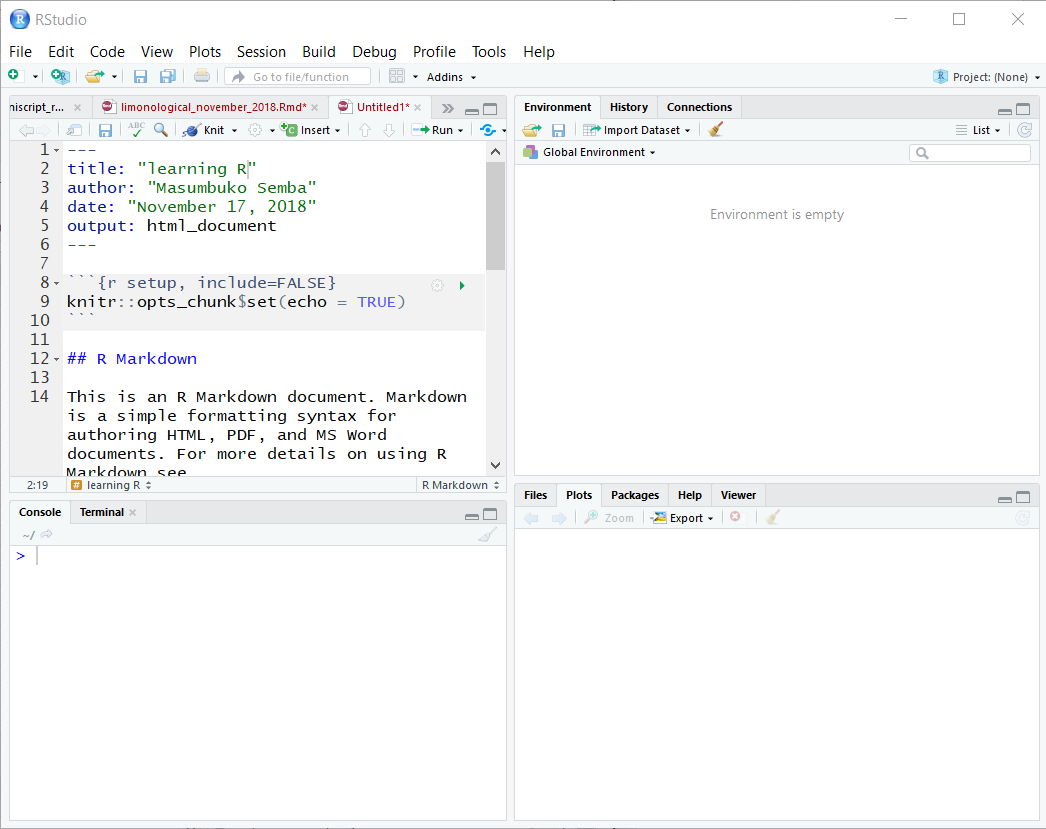 RStudio
File Edit Code View Plots Session Build Debug Profile Tools Help
Go to file/function Addins Project: (None)
niscript_r... limonological_november_2018.Rmd* Untitled1*
ABC Knit Insert Run
1 ---
2 title: "learning R"
3 author: "Masumbuko Semba"
4 date: "November 17, 2018"
5 output: html_document
6 ---
7
8 ```{r setup, include=FALSE}
9 knitr::opts_chunk$set(echo = TRUE)
10 ```
11
12 ## R Markdown
13
14 This is an R Markdown document. Markdown
is a simple formatting syntax for
authoring HTML, PDF, and MS Word
documents. For more details on using R
Markdown see
2:19 # learning R R Markdown
Console Terminal
~/
>
Environment History Connections
Import Dataset List
Global Environment
Environment is empty
Files Plots Packages Help Viewer
Zoom Export